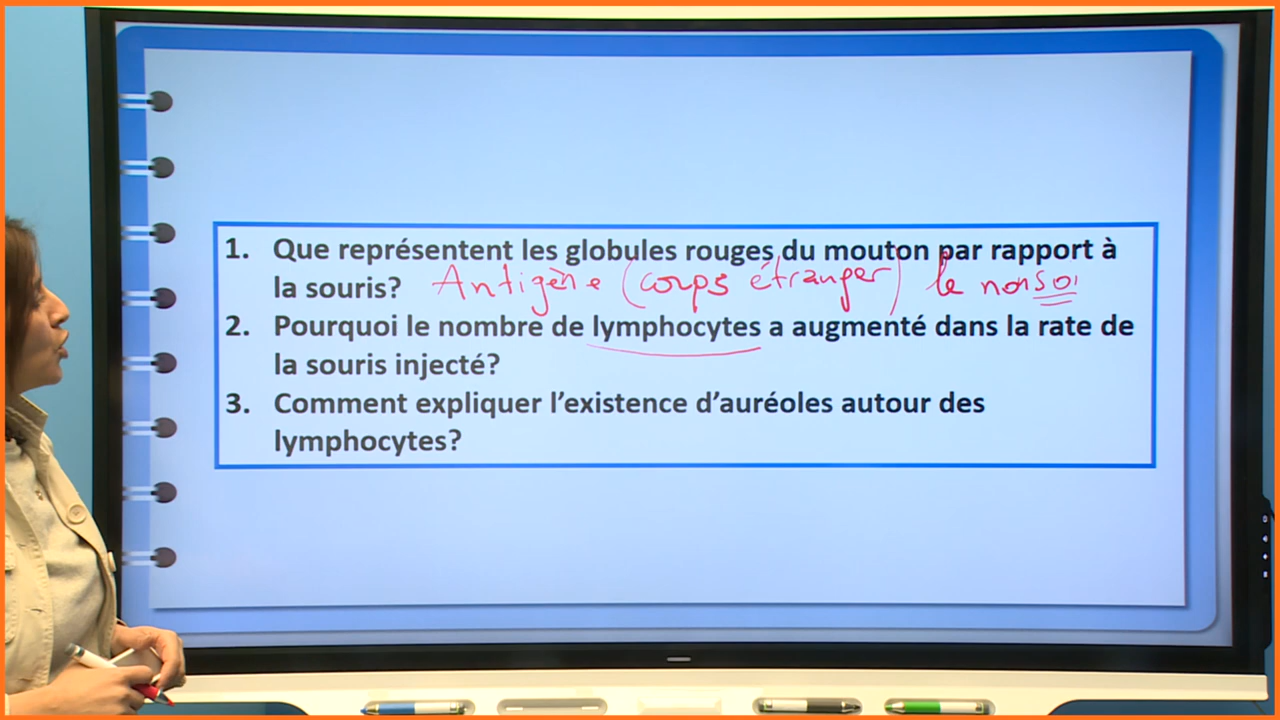 1. Que représentent les globules rouges du mouton par rapport à
la souris? Antigène (corps étranger) le non soi
2. Pourquoi le nombre de lymphocytes a augmenté dans la rate de
la souris injecté?
3. Comment expliquer l'existence d'auréoles autour des
lymphocytes?